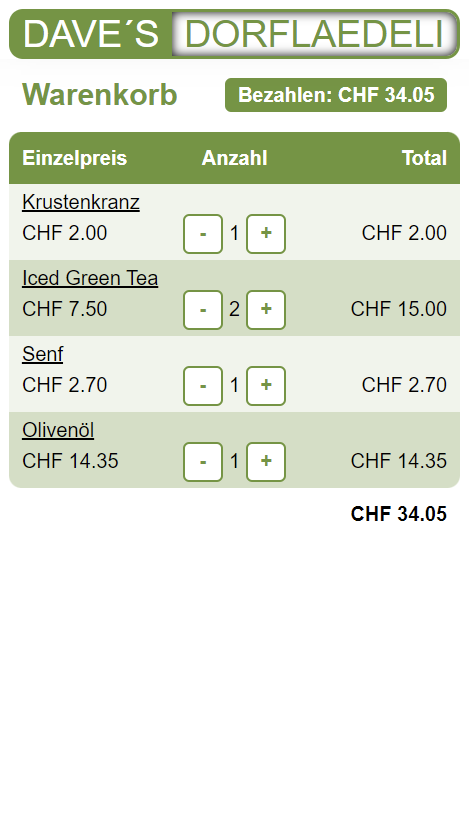 DAVE´S DORFLAEDELI
Warenkorb Bezahlen: CHF 34.05
Einzelpreis Anzahl Total
Krustenkranz
CHF 2.00 - 1 + CHF 2.00
Iced Green Tea
CHF 7.50 - 2 + CHF 15.00
Senf
CHF 2.70 - 1 + CHF 2.70
Olivenöl
CHF 14.35 - 1 + CHF 14.35
CHF 34.05